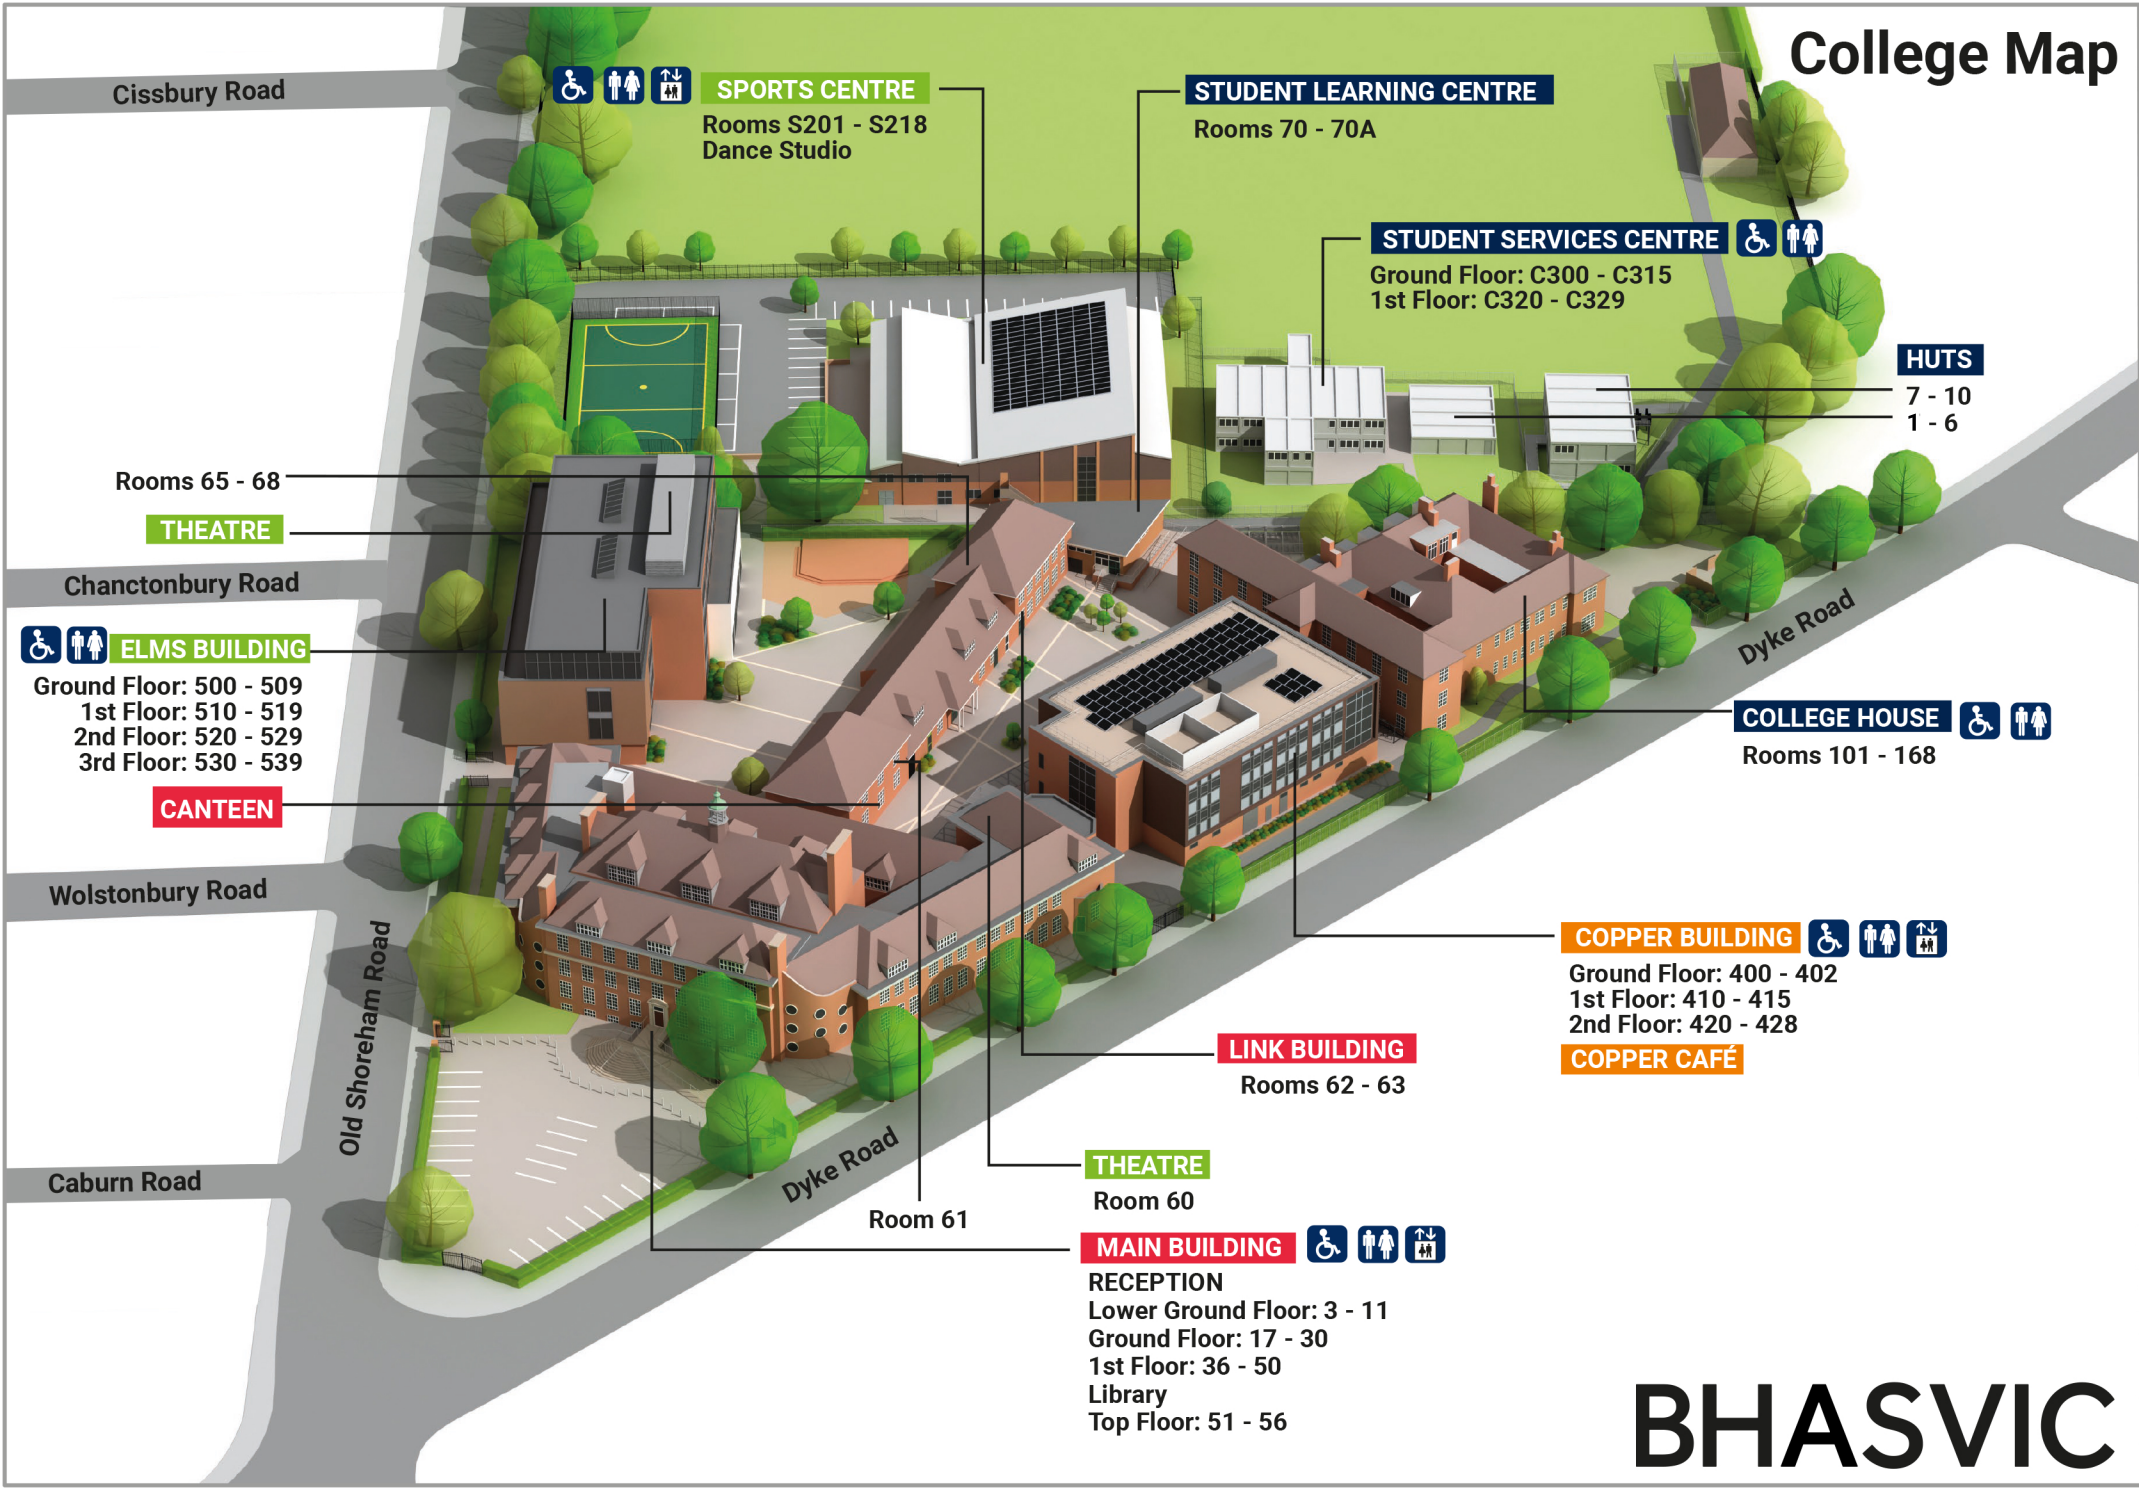 College Map
Cissbury Road
SPORTS CENTRE
Rooms S201 - S218
Dance Studio
STUDENT LEARNING CENTRE
Rooms 70 - 70A
STUDENT SERVICES CENTRE
Ground Floor: C300 - C315
1st Floor: C320 - C329
HUTS
7 - 10
1 - 6
Rooms 65 - 68
THEATRE
Chanctonbury Road
ELMS BUILDING
Ground Floor: 500 - 509
1st Floor: 510 - 519
2nd Floor: 520 - 529
3rd Floor: 530 - 539
CANTEEN
Dyke Road
COLLEGE HOUSE
Rooms 101 - 168
Wolstonbury Road
Old Shoreham Road
COPPER BUILDING
Ground Floor: 400 - 402
1st Floor: 410 - 415
2nd Floor: 420 - 428
COPPER CAFÉ
LINK BUILDING
Rooms 62 - 63
Caburn Road
Dyke Road
THEATRE
Room 60
Room 61
MAIN BUILDING
RECEPTION
Lower Ground Floor: 3 - 11
Ground Floor: 17 - 30
1st Floor: 36 - 50
Library
Top Floor: 51 - 56
BHASVIC